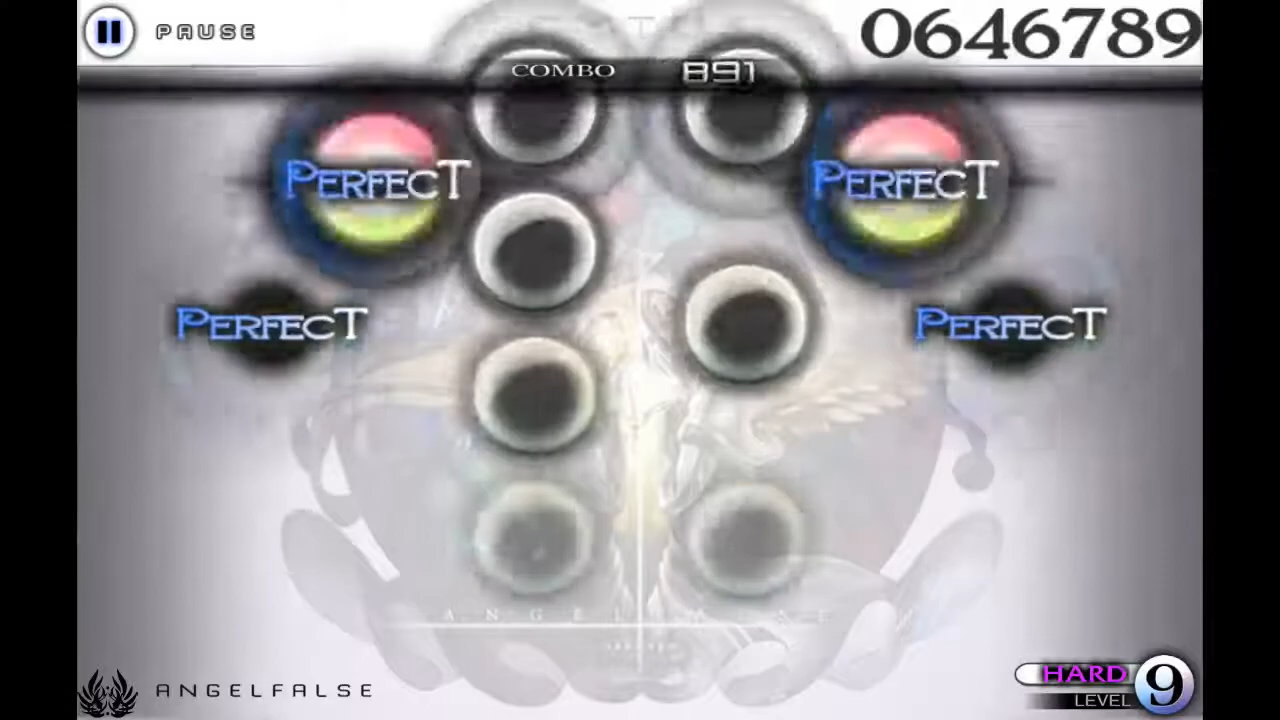 PAUSE
0646789
COMBO 891
PERFECT PERFECT
PERFECT PERFECT
ANGELFALSE
HARD
LEVEL 9